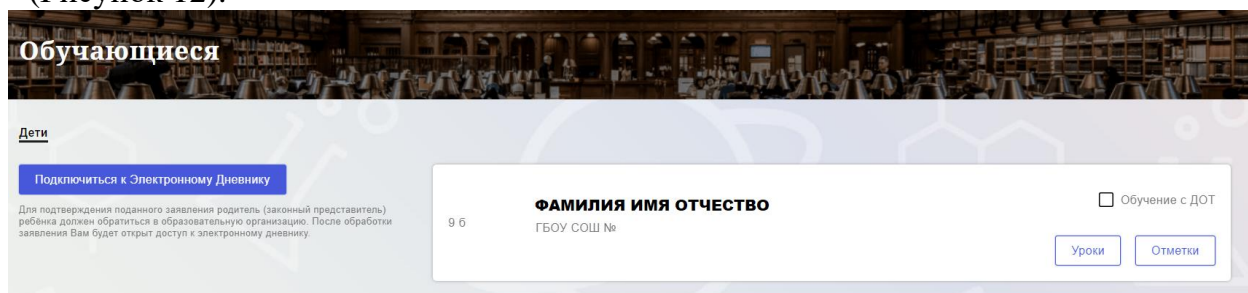 (Рисунок 12).
Обучающиеся
Дети
Подключиться к Электронному Дневнику
Для подтверждения поданного заявления родитель (законный представитель)
ребёнка должен обратиться в образовательную организацию. После обработки
заявления Вам будет открыт доступ к электронному дневнику.
9 б
ФАМИЛИЯ ИМЯ ОТЧЕСТВО
ГБОУ СОШ №
Обучение с ДОТ
Уроки
Отметки